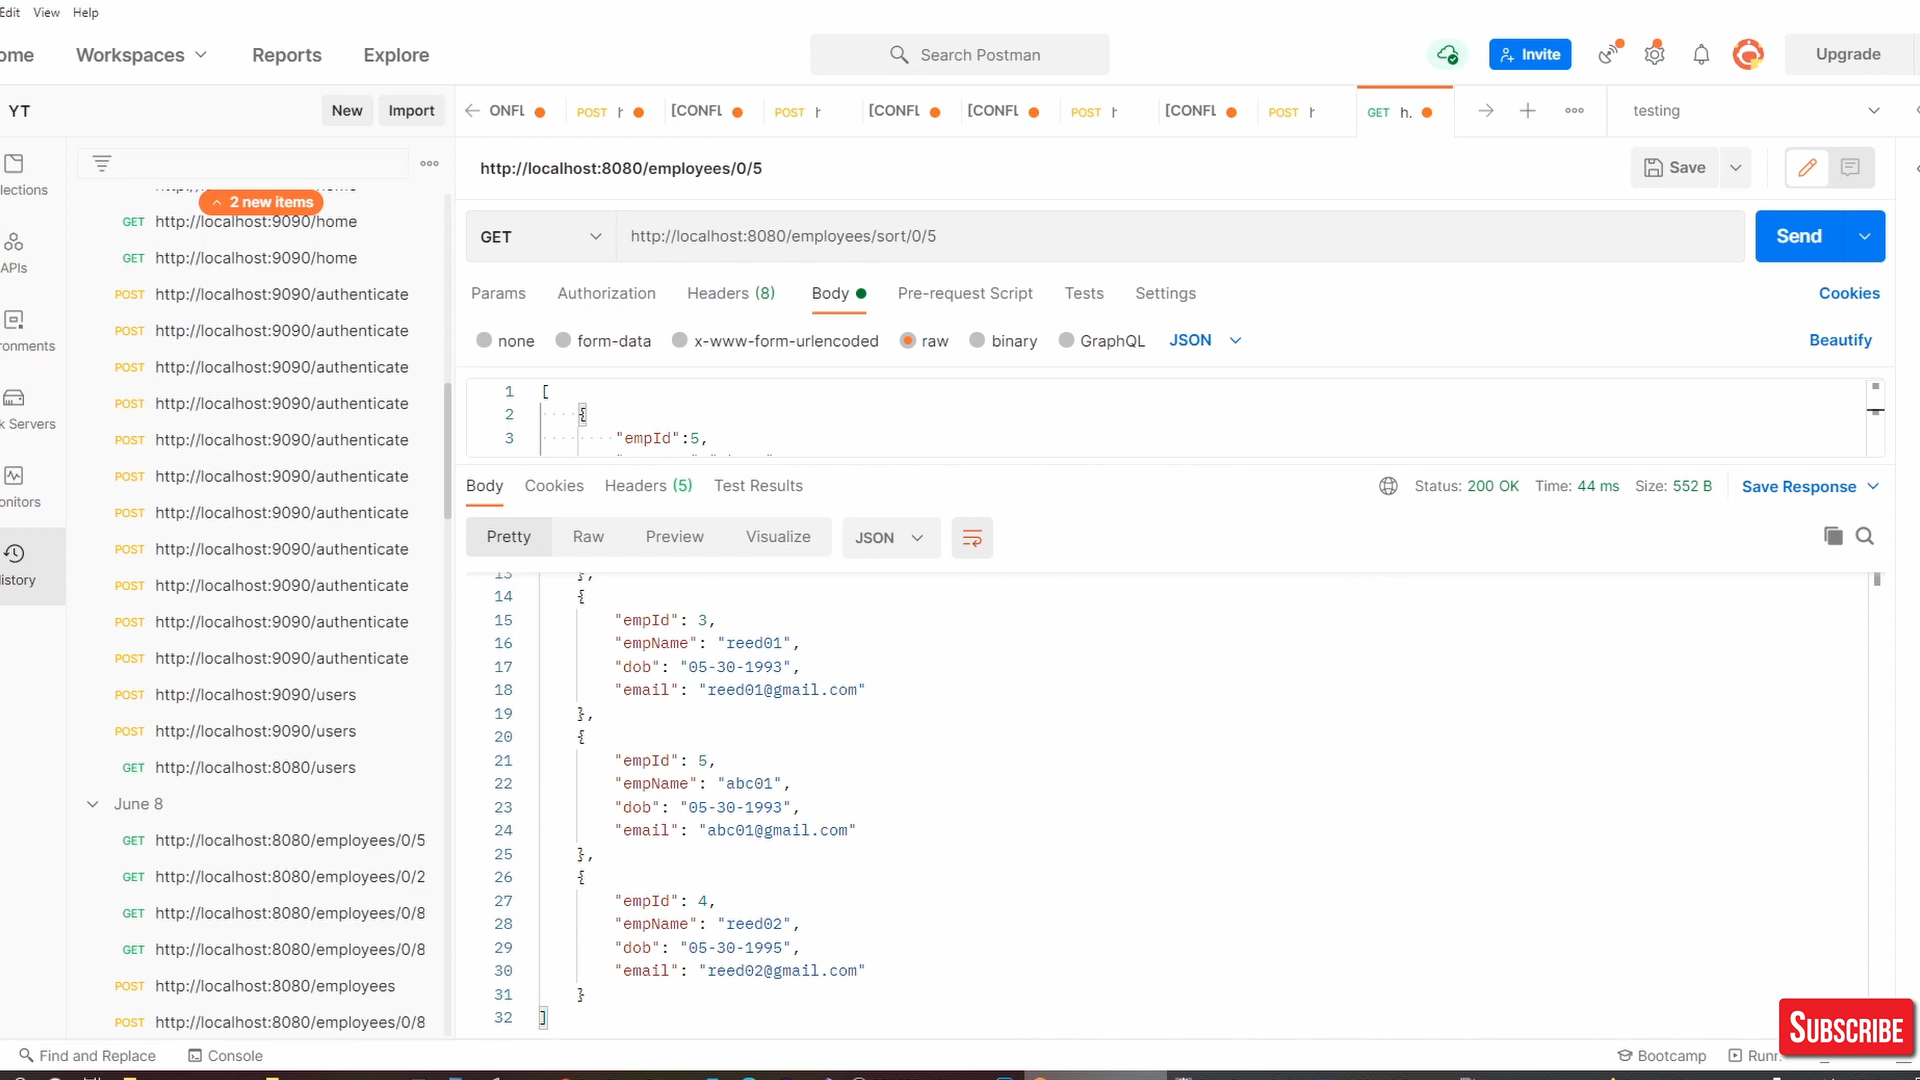 Edit View Help
ome Workspaces Reports Explore Search Postman Invite Upgrade
YT New Import ONFL POST [CONFL POST [CONFL [CONFL POST [CONFL POST GET h. testing
http://localhost:8080/employees/0/5 Save
2 new items
GET http://localhost:9090/home
GET http://localhost:8080/employees/sort/0/5 Send
GET http://localhost:9090/home
POST http://localhost:9090/authenticate
POST http://localhost:9090/authenticate
POST http://localhost:9090/authenticate
POST http://localhost:9090/authenticate
POST http://localhost:9090/authenticate
POST http://localhost:9090/authenticate
POST http://localhost:9090/authenticate
POST http://localhost:9090/authenticate
POST http://localhost:9090/authenticate
POST http://localhost:9090/authenticate
POST http://localhost:9090/authenticate
POST http://localhost:9090/users
POST http://localhost:9090/users
GET http://localhost:8080/users
June 8
GET http://localhost:8080/employees/0/5
GET http://localhost:8080/employees/0/2
GET http://localhost:8080/employees/0/8
GET http://localhost:8080/employees/0/8
POST http://localhost:8080/employees
POST http://localhost:8080/employees/0/8
lections
APIs
ronments
k Servers
onitors
istory
Params Authorization Headers (8) Body Pre-request Script Tests Settings Cookies
none form-data x-www-form-urlencoded raw binary GraphQL JSON Beautify
1 [
2 {
3 "empId":5,
Body Cookies Headers (5) Test Results Status: 200 OK Time: 44 ms Size: 552 B Save Response
Pretty Raw Preview Visualize JSON
13 },
14 {
15 "empId": 3,
16 "empName": "reed01",
17 "dob": "05-30-1993",
18 "email": "reed01@gmail.com"
19 },
20 {
21 "empId": 5,
22 "empName": "abc01",
23 "dob": "05-30-1993",
24 "email": "abc01@gmail.com"
25 },
26 {
27 "empId": 4,
28 "empName": "reed02",
29 "dob": "05-30-1995",
30 "email": "reed02@gmail.com"
31 }
32 ]
SUBSCRIBE
Find and Replace Console Bootcamp Runn